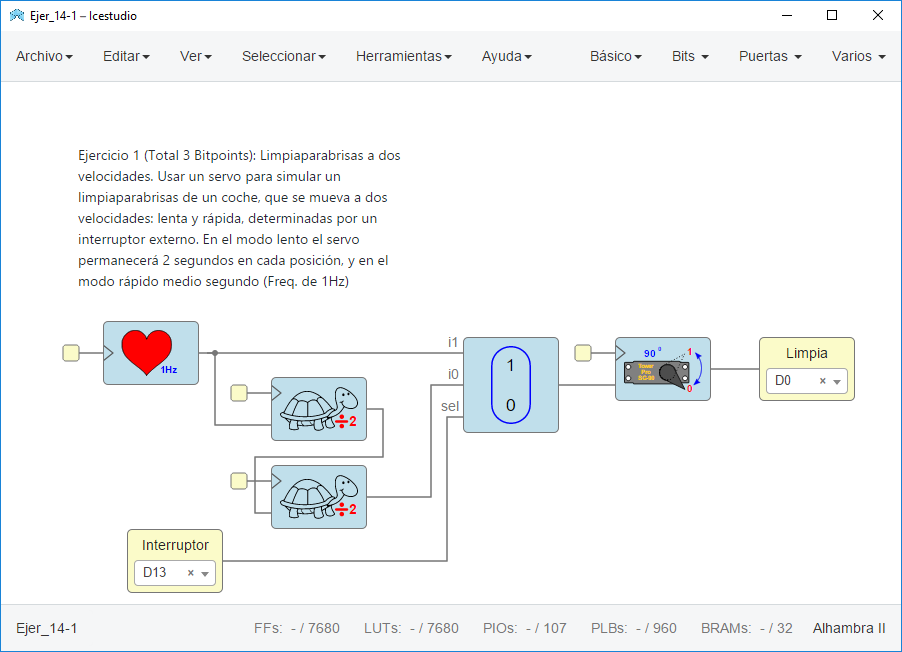 Ejer_14-1 – Icestudio
Archivo Editar Ver Seleccionar Herramientas Ayuda Básico Bits Puertas Varios
Ejercicio 1 (Total 3 Bitpoints): Limpiaparabrisas a dos
velocidades. Usar un servo para simular un
limpiaparabrisas de un coche, que se mueva a dos
velocidades: lenta y rápida, determinadas por un
interruptor externo. En el modo lento el servo
permanecerá 2 segundos en cada posición, y en el
modo rápido medio segundo (Freq. de 1Hz)
1Hz
i1
i0
sel
1
0
90 º
1
Tower
Pro
SG-90
0
Limpia
D0 ×
÷2
÷2
Interruptor
D13 ×
Ejer_14-1 FFs: - / 7680 LUTs: - / 7680 PIOs: - / 107 PLBs: - / 960 BRAMs: - / 32 Alhambra II